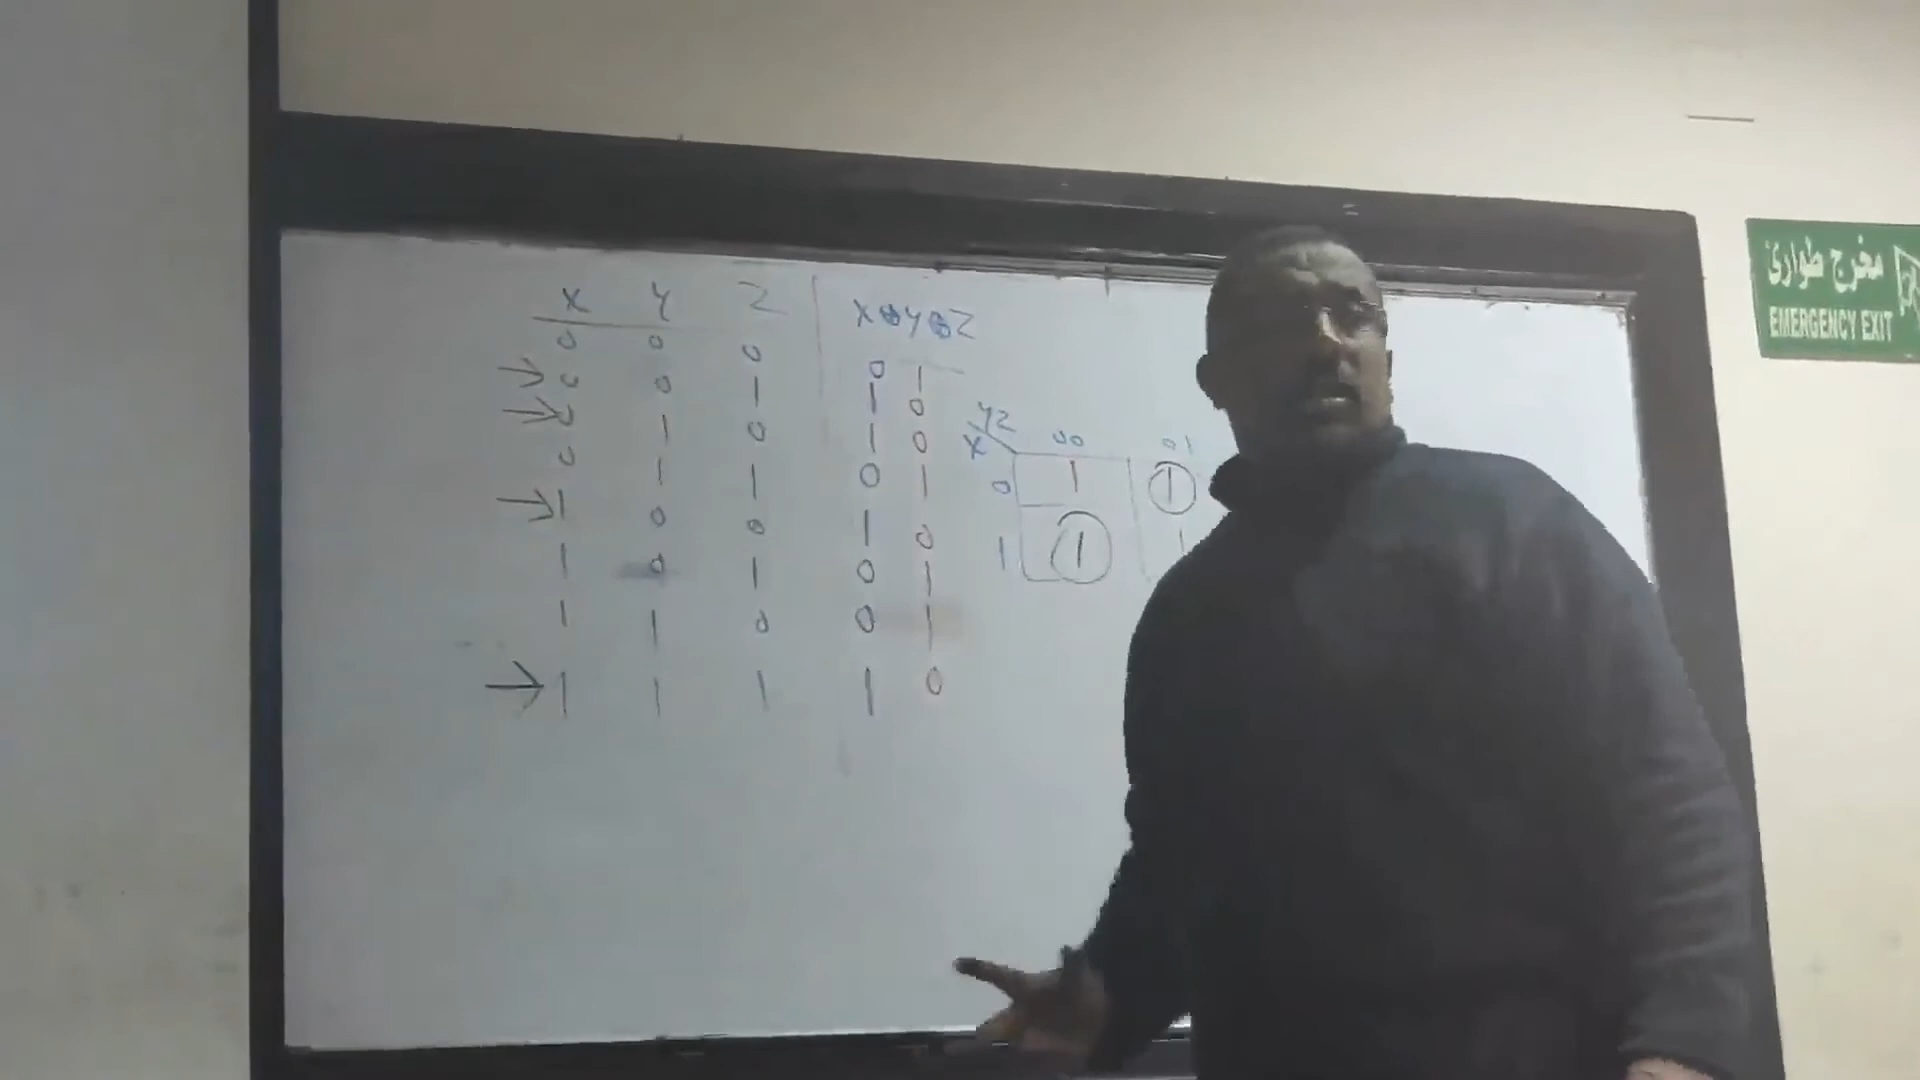 X Y Z X⊕Y⊕Z
0 0 0 0 1
0 0 1 1 0
0 1 0 1 0
0 1 1 0 1
1 0 0 1 0
1 0 1 0 1
1 1 0 0 1
1 1 1 1 0
YZ
X 00 01
0 1 1
1 1 1
مخرج طوارئ
EMERGENCY EXIT